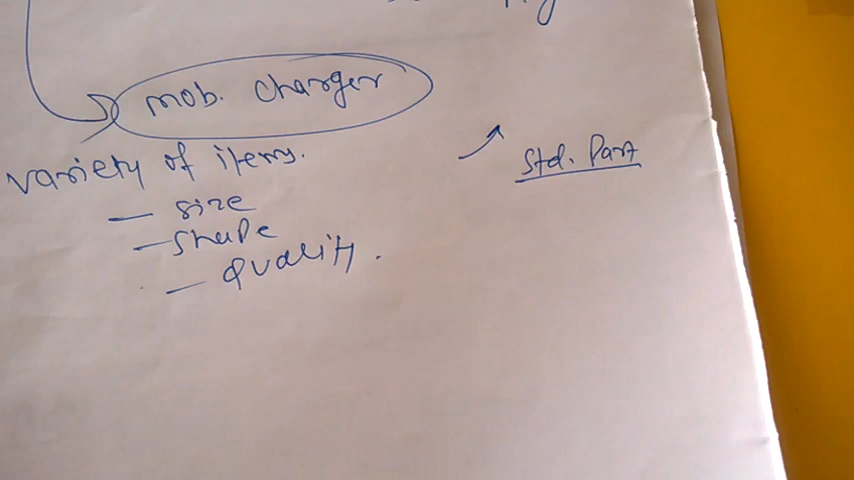 mob. charger
variety of items.
Std. Part
— size
— shape
— Quality.